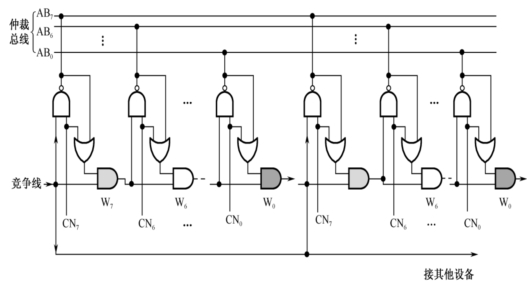 AB₇
仲裁
总线
AB₆
AB₀
⋮ ⋮
... ...
竞争线
W₇ W₆ W₀ W₇ W₆ W₀
CN₇ CN₆ ... CN₀ CN₇ CN₆ ... CN₀
接其他设备